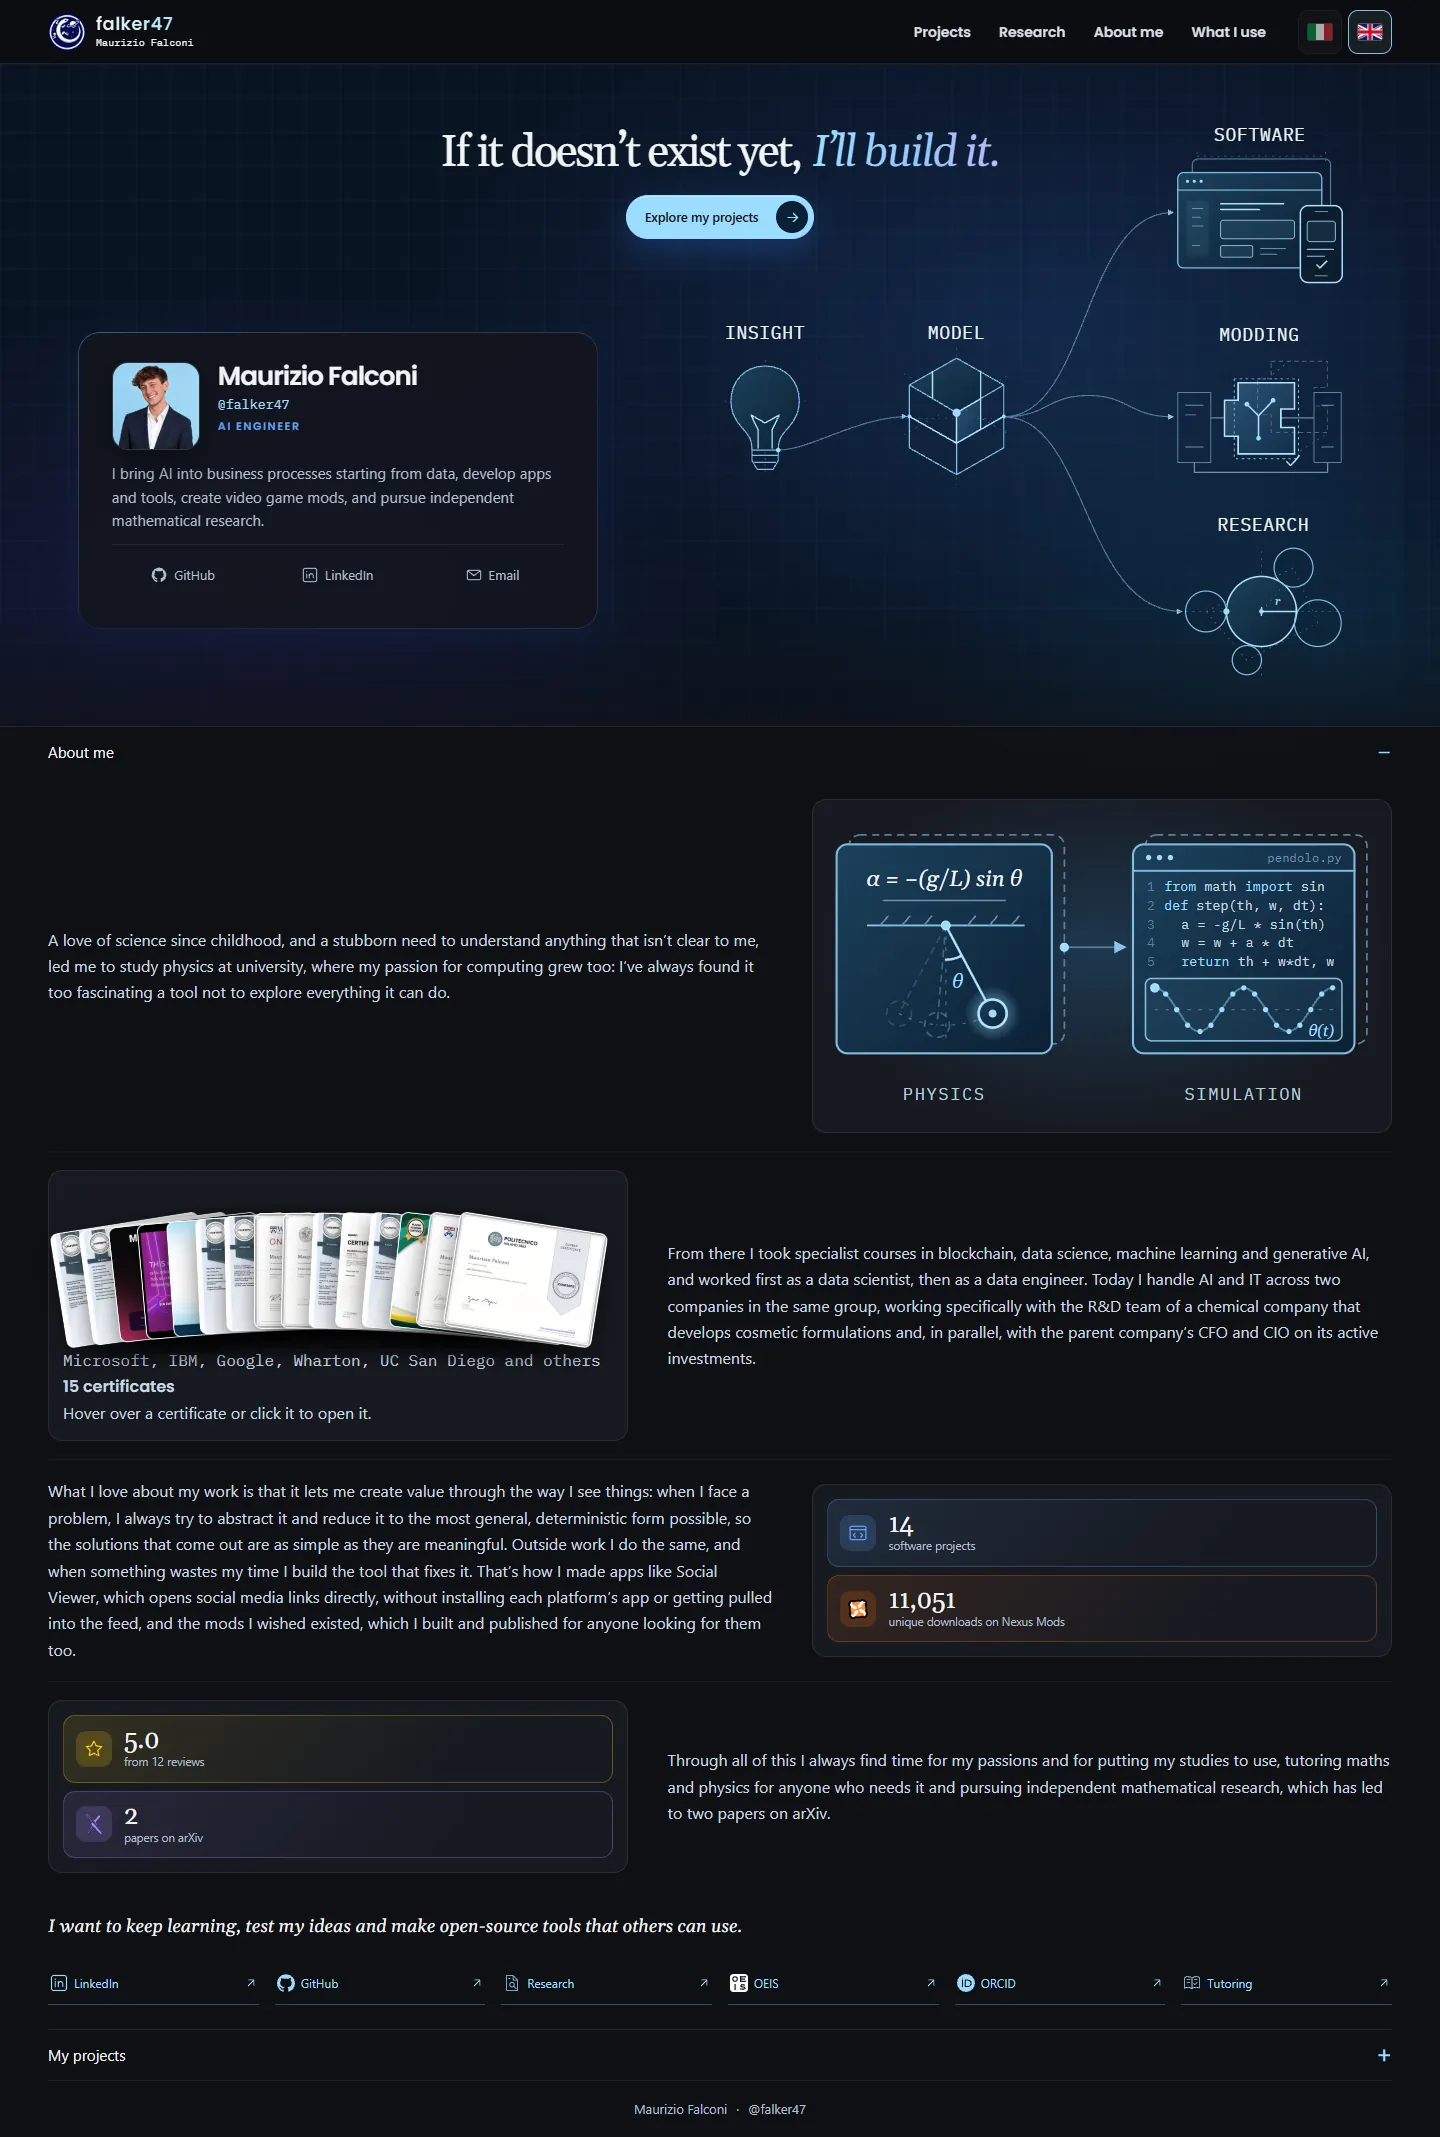 falker47
Maurizio Falconi
Projects
Research
About me
What I use
If it doesn’t exist yet, I’ll build it.
Explore my projects
SOFTWARE
INSIGHT
MODEL
MODDING
RESEARCH
r
Maurizio Falconi
@falker47
AI ENGINEER
I bring AI into business processes starting from data, develop apps
and tools, create video game mods, and pursue independent
mathematical research.
GitHub
LinkedIn
Email
About me
A love of science since childhood, and a stubborn need to understand anything that isn’t clear to me,
led me to study physics at university, where my passion for computing grew too: I’ve always found it
too fascinating a tool not to explore everything it can do.
α = −(g/L) sin θ
θ
PHYSICS
pendolo.py
1 from math import sin
2 def step(th, w, dt):
3 a = -g/L * sin(th)
4 w = w + a * dt
5 return th + w*dt, w
θ(t)
SIMULATION
POLITECNICO
Maurizio Falconi
Microsoft, IBM, Google, Wharton, UC San Diego and others
15 certificates
Hover over a certificate or click it to open it.
From there I took specialist courses in blockchain, data science, machine learning and generative AI,
and worked first as a data scientist, then as a data engineer. Today I handle AI and IT across two
companies in the same group, working specifically with the R&D team of a chemical company that
develops cosmetic formulations and, in parallel, with the parent company’s CFO and CIO on its active
investments.
What I love about my work is that it lets me create value through the way I see things: when I face a
problem, I always try to abstract it and reduce it to the most general, deterministic form possible, so
the solutions that come out are as simple as they are meaningful. Outside work I do the same, and
when something wastes my time I build the tool that fixes it. That’s how I made apps like Social
Viewer, which opens social media links directly, without installing each platform’s app or getting pulled
into the feed, and the mods I wished existed, which I built and published for anyone looking for them
too.
14
software projects
11,051
unique downloads on Nexus Mods
5.0
from 12 reviews
2
papers on arXiv
Through all of this I always find time for my passions and for putting my studies to use, tutoring maths
and physics for anyone who needs it and pursuing independent mathematical research, which has led
to two papers on arXiv.
I want to keep learning, test my ideas and make open-source tools that others can use.
LinkedIn
GitHub
Research
OEIS
ORCID
Tutoring
My projects
Maurizio Falconi · @falker47